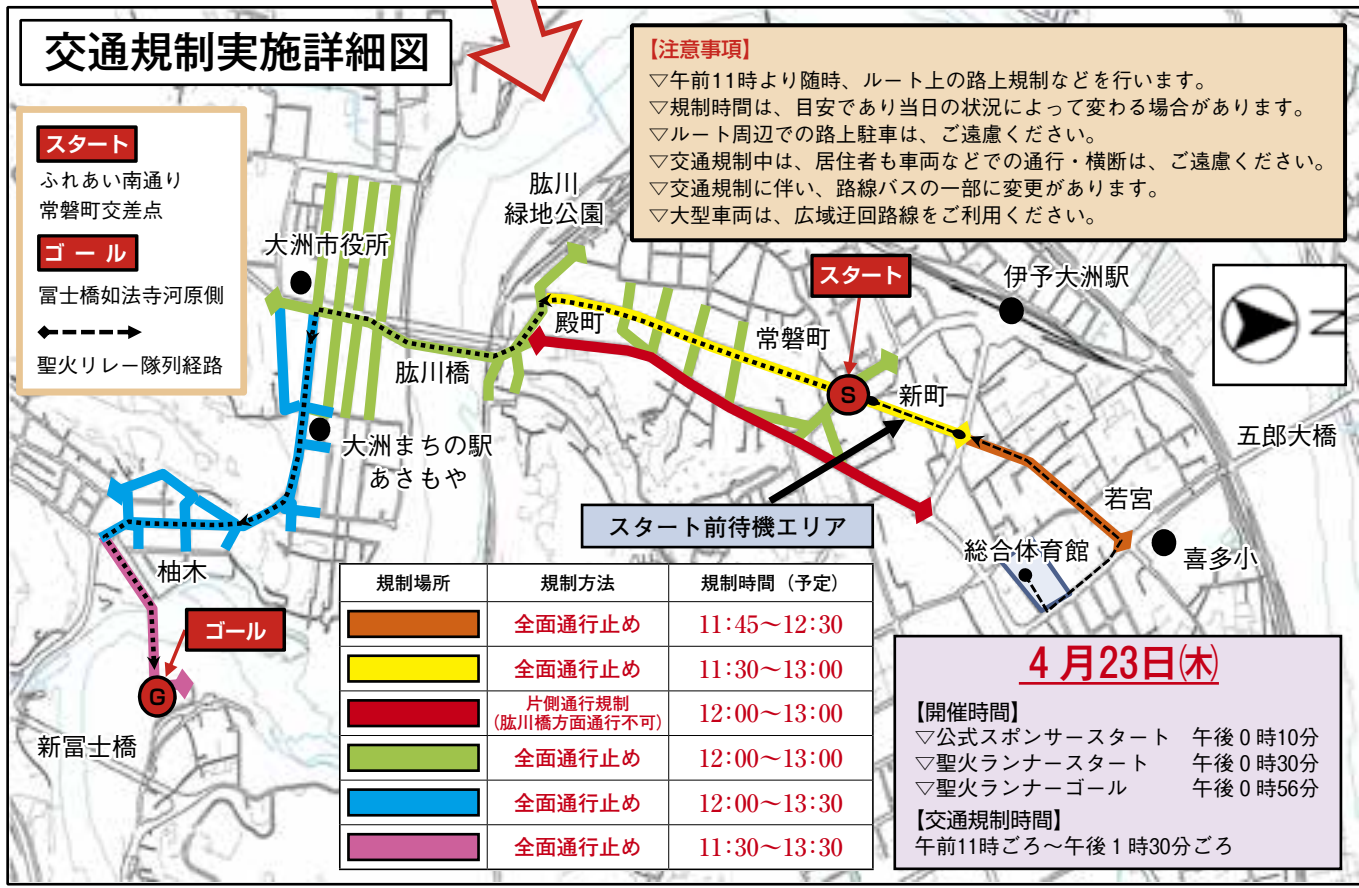 交通規制実施詳細図
【注意事項】
▽午前11時より随時、ルート上の路上規制などを行います。
▽規制時間は、目安であり当日の状況によって変わる場合があります。
▽ルート周辺での路上駐車は、ご遠慮ください。
▽交通規制中は、居住者も車両などでの通行・横断は、ご遠慮ください。
▽交通規制に伴い、路線バスの一部に変更があります。
▽大型車両は、広域迂回路線をご利用ください。
スタート
ふれあい南通り
常磐町交差点
ゴール
冨士橋如法寺河原側
聖火リレー隊列経路
肱川
緑地公園
大洲市役所
スタート
伊予大洲駅
N
殿町
常磐町
肱川橋
S
新町
五郎大橋
大洲まちの駅
あさもや
若宮
スタート前待機エリア
総合体育館
喜多小
柚木
ゴール
G
新冨士橋
規制場所 規制方法 規制時間（予定）
全面通行止め 11:45〜12:30
全面通行止め 11:30〜13:00
片側通行規制
(肱川橋方面通行不可) 12:00〜13:00
全面通行止め 12:00〜13:00
全面通行止め 12:00〜13:30
全面通行止め 11:30〜13:30
4月23日㈭
【開催時間】
▽公式スポンサースタート 午後0時10分
▽聖火ランナースタート 午後0時30分
▽聖火ランナーゴール 午後0時56分
【交通規制時間】
午前11時ごろ〜午後1時30分ごろ